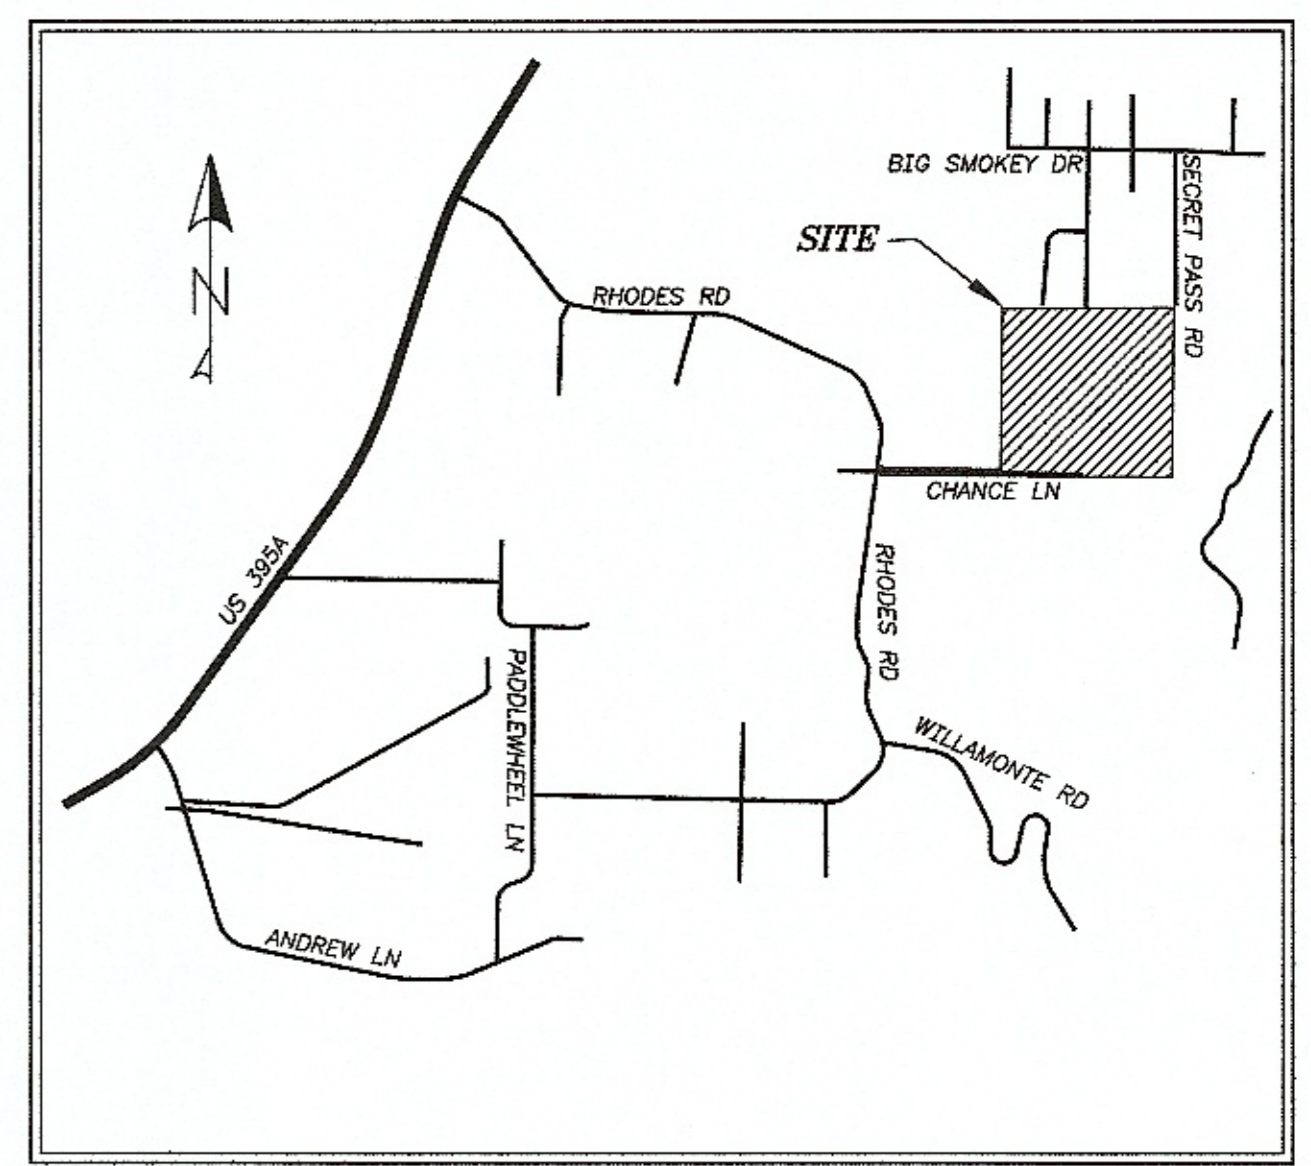 BIG SMOKEY DR
SECRET PASS RD
SITE
N
RHODES RD
CHANCE LN
US 395A
RHODES RD
PADDLEWHEEL LN
WILLAMONTE RD
ANDREW LN